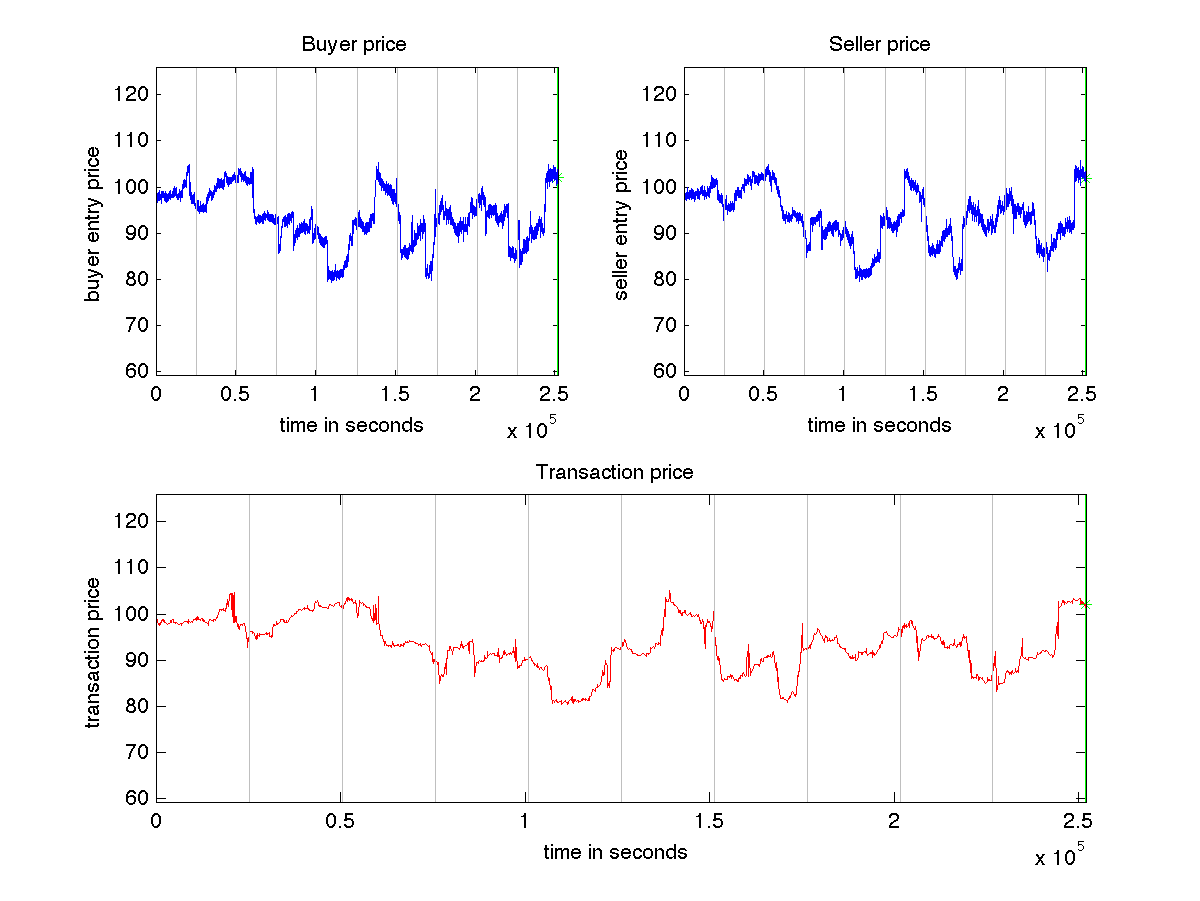 Buyer price
buyer entry price
120
110
100
90
80
70
60
0 0.5 1 1.5 2 2.5
time in seconds
x 10^5
Seller price
seller entry price
120
110
100
90
80
70
60
0 0.5 1 1.5 2 2.5
time in seconds
x 10^5
Transaction price
transaction price
120
110
100
90
80
70
60
0 0.5 1 1.5 2 2.5
time in seconds
x 10^5